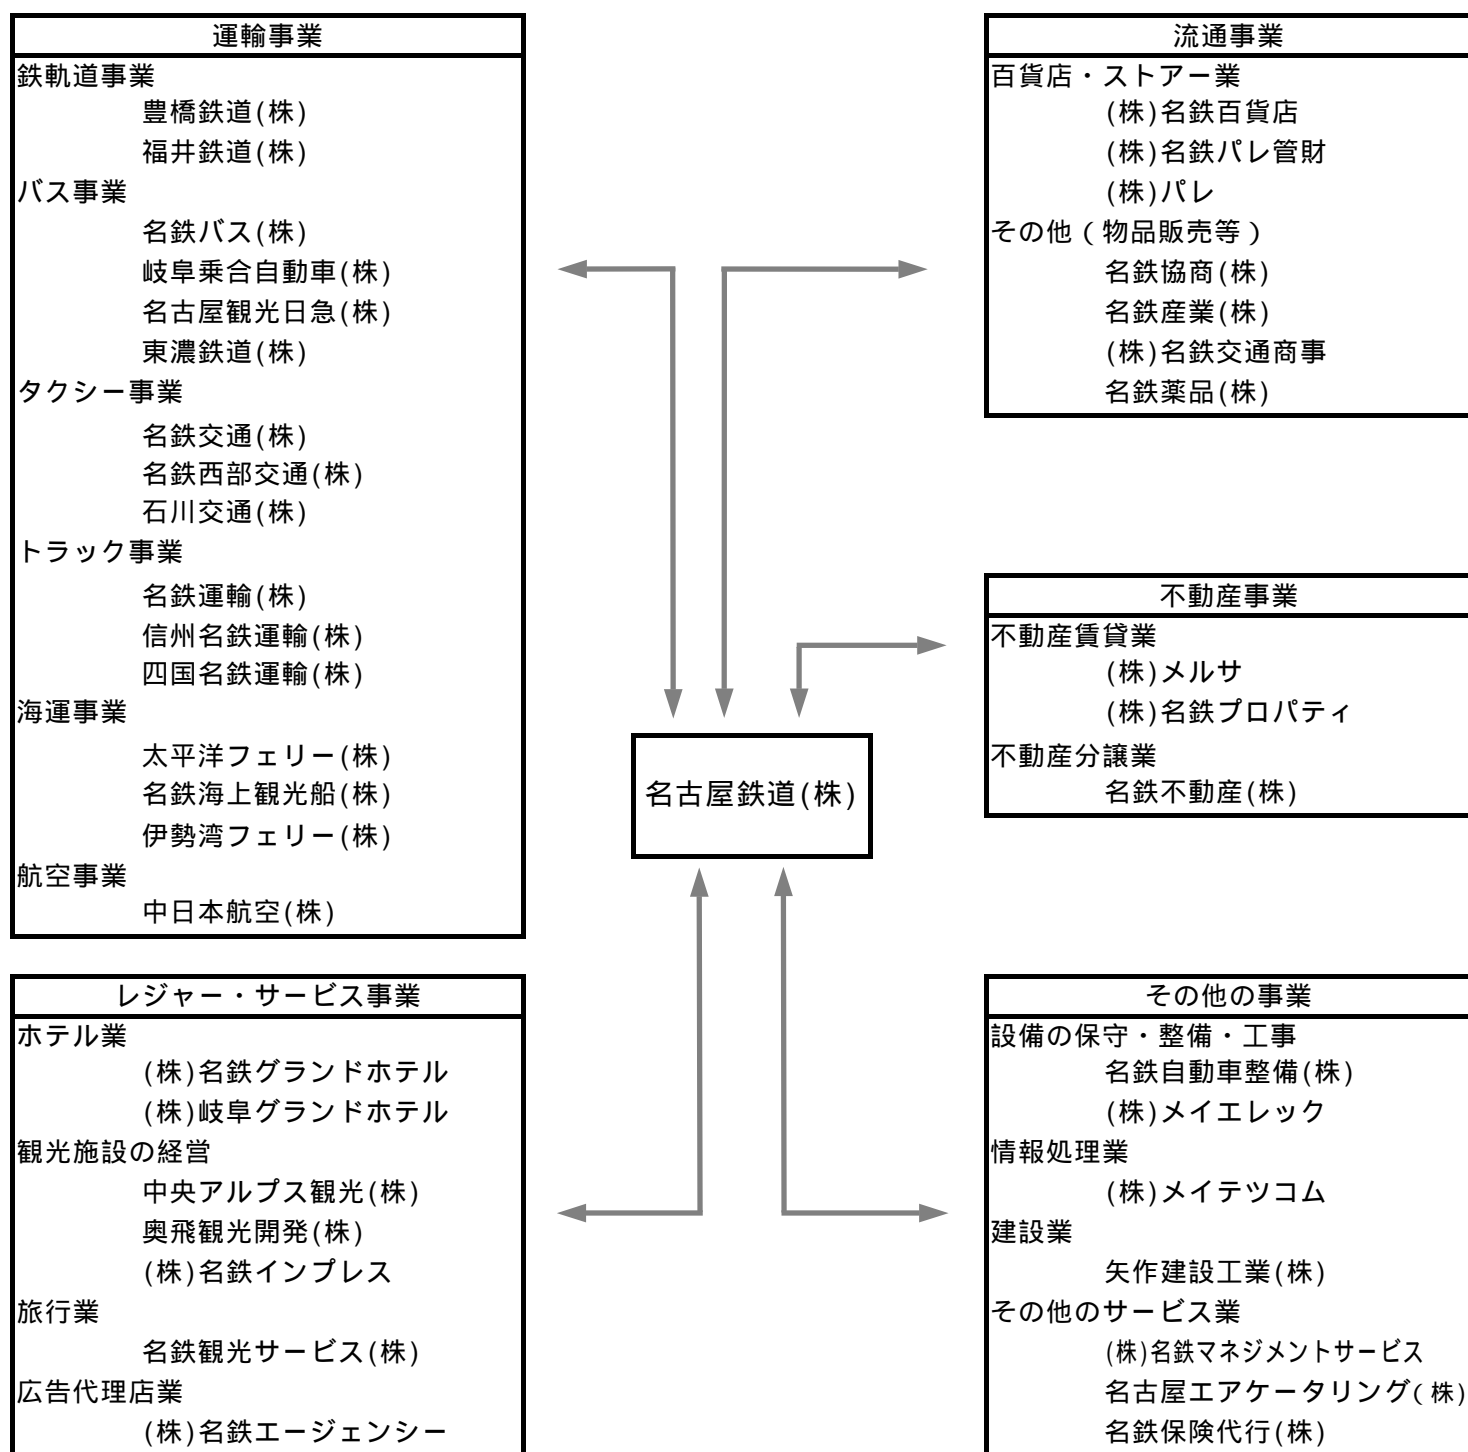 運輸事業
鉄軌道事業
豊橋鉄道(株)
福井鉄道(株)
バス事業
名鉄バス(株)
岐阜乗合自動車(株)
名古屋観光日急(株)
東濃鉄道(株)
タクシー事業
名鉄交通(株)
名鉄西部交通(株)
石川交通(株)
トラック事業
名鉄運輸(株)
信州名鉄運輸(株)
四国名鉄運輸(株)
海運事業
太平洋フェリー(株)
名鉄海上観光船(株)
伊勢湾フェリー(株)
航空事業
中日本航空(株)
流通事業
百貨店・ストアー業
(株)名鉄百貨店
(株)名鉄パレ管財
(株)パレ
その他(物品販売等)
名鉄協商(株)
名鉄産業(株)
(株)名鉄交通商事
名鉄薬品(株)
不動産事業
不動産賃貸業
(株)メルサ
(株)名鉄プロパティ
不動産分譲業
名鉄不動産(株)
名古屋鉄道(株)
レジャー・サービス事業
ホテル業
(株)名鉄グランドホテル
(株)岐阜グランドホテル
観光施設の経営
中央アルプス観光(株)
奥飛観光開発(株)
(株)名鉄インプレス
旅行業
名鉄観光サービス(株)
広告代理店業
(株)名鉄エージェンシー
その他の事業
設備の保守・整備・工事
名鉄自動車整備(株)
(株)メイエレック
情報処理業
(株)メイテツコム
建設業
矢作建設工業(株)
その他のサービス業
(株)名鉄マネジメントサービス
名古屋エアケータリング(株)
名鉄保険代行(株)